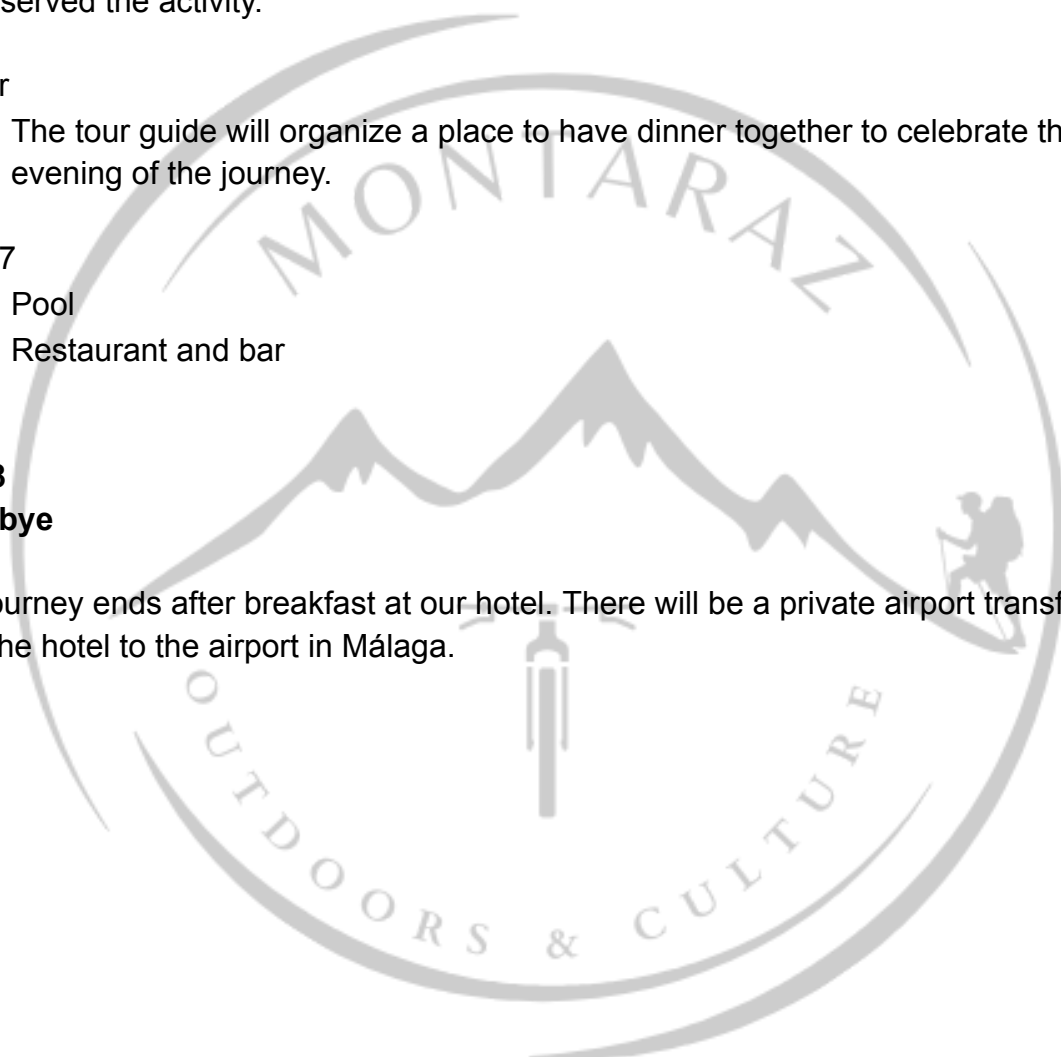 served the activity.
r
The tour guide will organize a place to have dinner together to celebrate th
evening of the journey.
7
Pool
Restaurant and bar
3
bye
ourney ends after breakfast at our hotel. There will be a private airport transf
he hotel to the airport in Málaga.
MONTARAZ
OUTDOORS & CULTURE